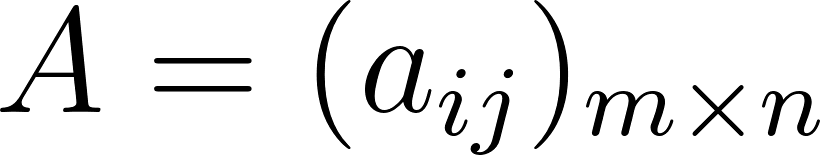 A = (a_{ij})_{m×n}